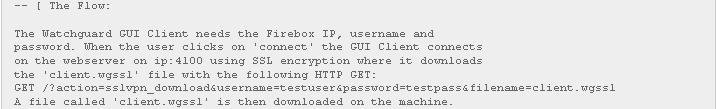 -- [ The Flow:
The Watchguard GUI Client needs the Firebox IP, username and
password. When the user clicks on 'connect' the GUI Client connects
on the webserver on ip:4100 using SSL encryption where it downloads
the 'client.wgssl' file with the following HTTP GET:
GET /?action=sslvpn_download&username=testuser&password=testpass&filename=client.wgssl
A file called 'client.wgssl' is then downloaded on the machine.